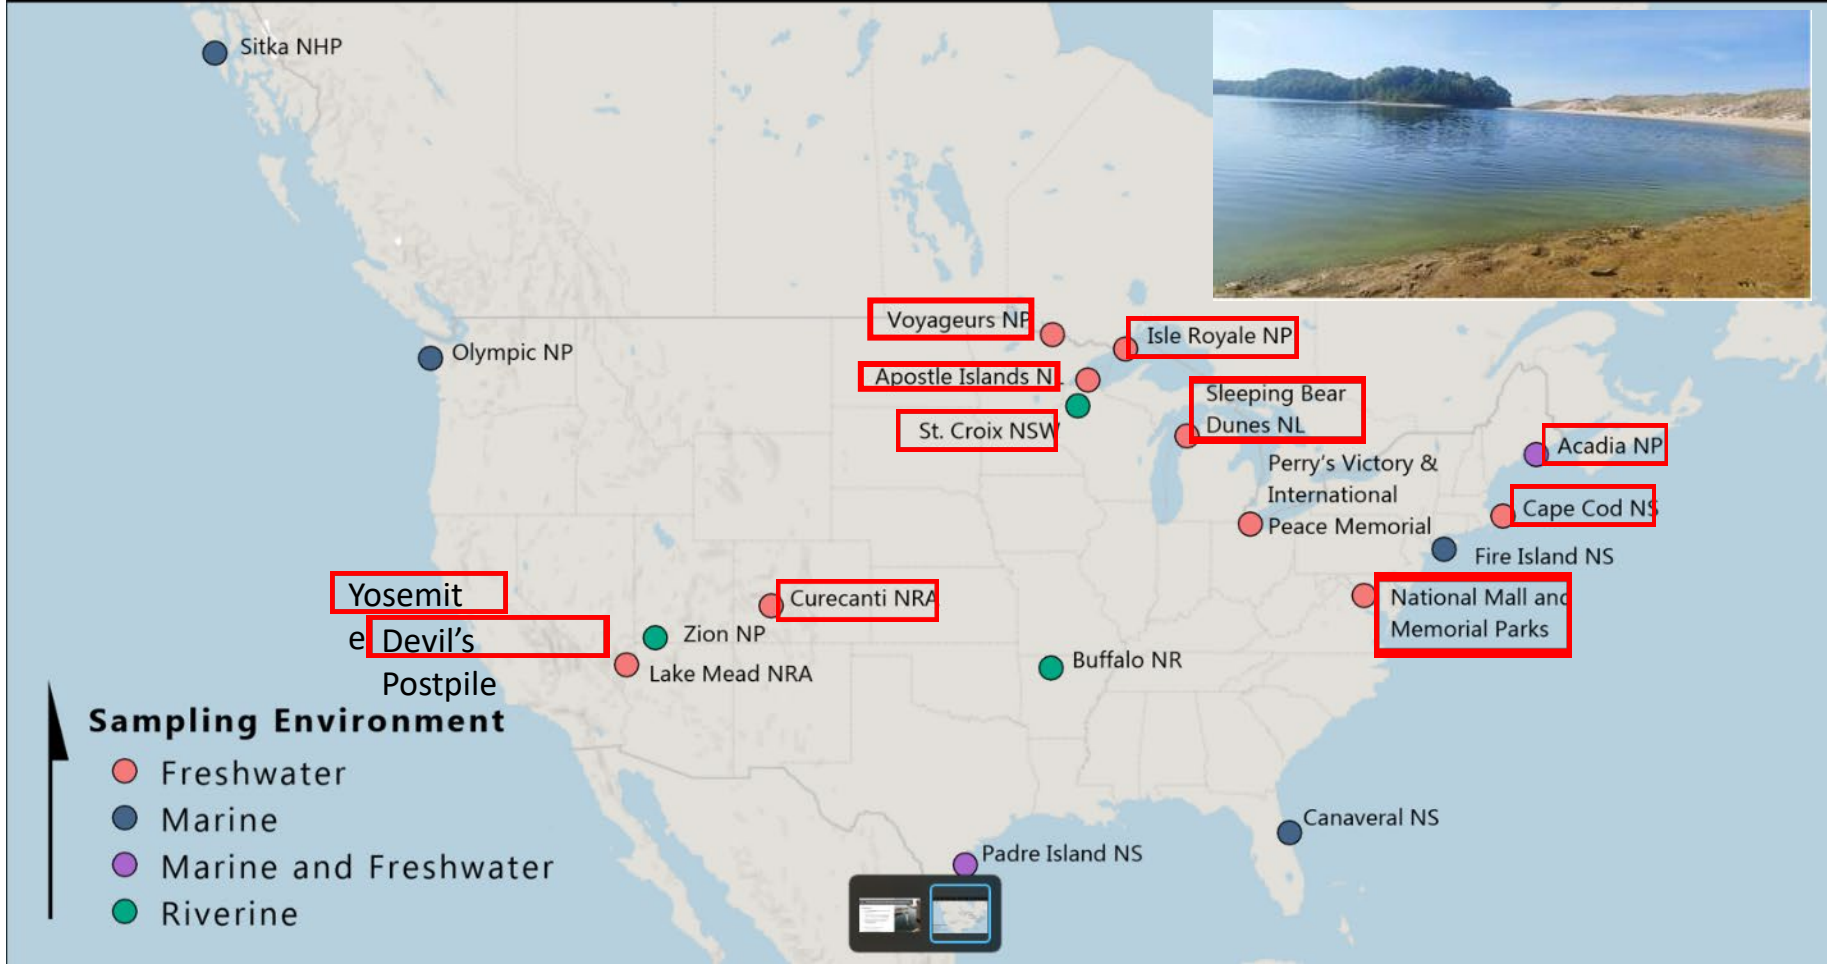 Sitka NHP
Voyageurs NP
Isle Royale NP
Olympic NP
Apostle Islands NL
Sleeping Bear
Dunes NL
St. Croix NSW
Acadia NP
Perry's Victory &
International
Peace Memorial
Cape Cod NS
Fire Island NS
Yosemit
e
Curecanti NRA
National Mall and
Memorial Parks
Devil's
Postpile
Zion NP
Lake Mead NRA
Buffalo NR
Sampling Environment
Freshwater
Marine
Marine and Freshwater
Riverine
Canaveral NS
Padre Island NS